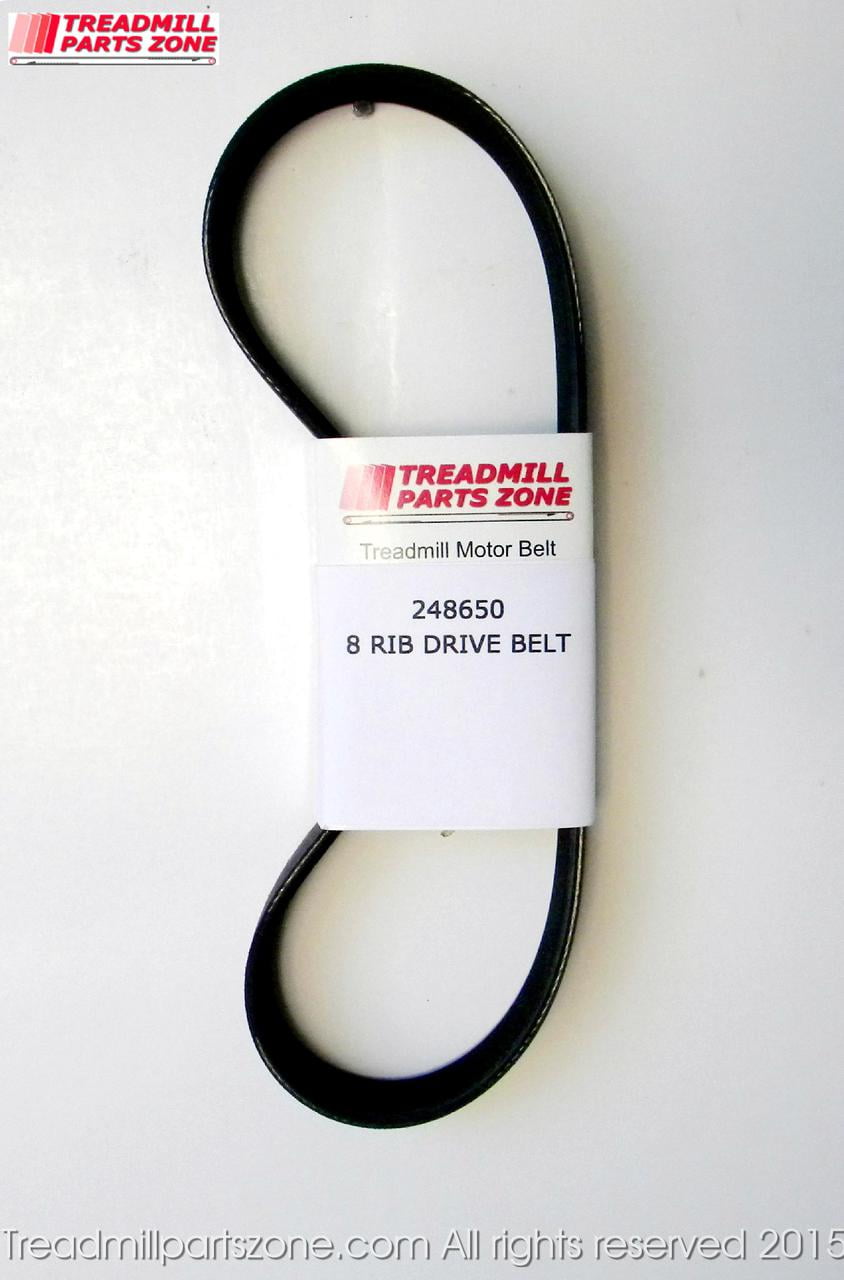 TREADMILL
PARTS ZONE
TREADMILL
PARTS ZONE
Treadmill Motor Belt
248650
8 RIB DRIVE BELT
Treadmillpartszone.com All rights reserved 2015